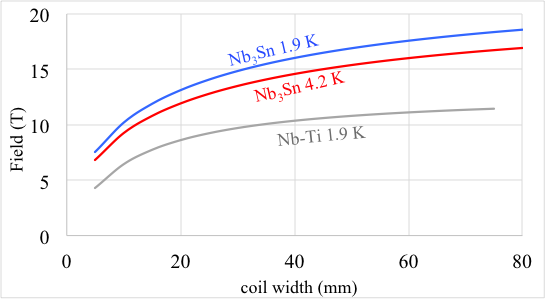 20
15
10
5
0
Field (T)
Nb₃Sn 1.9 K
Nb₃Sn 4.2 K
Nb-Ti 1.9 K
0 20 40 60 80
coil width (mm)